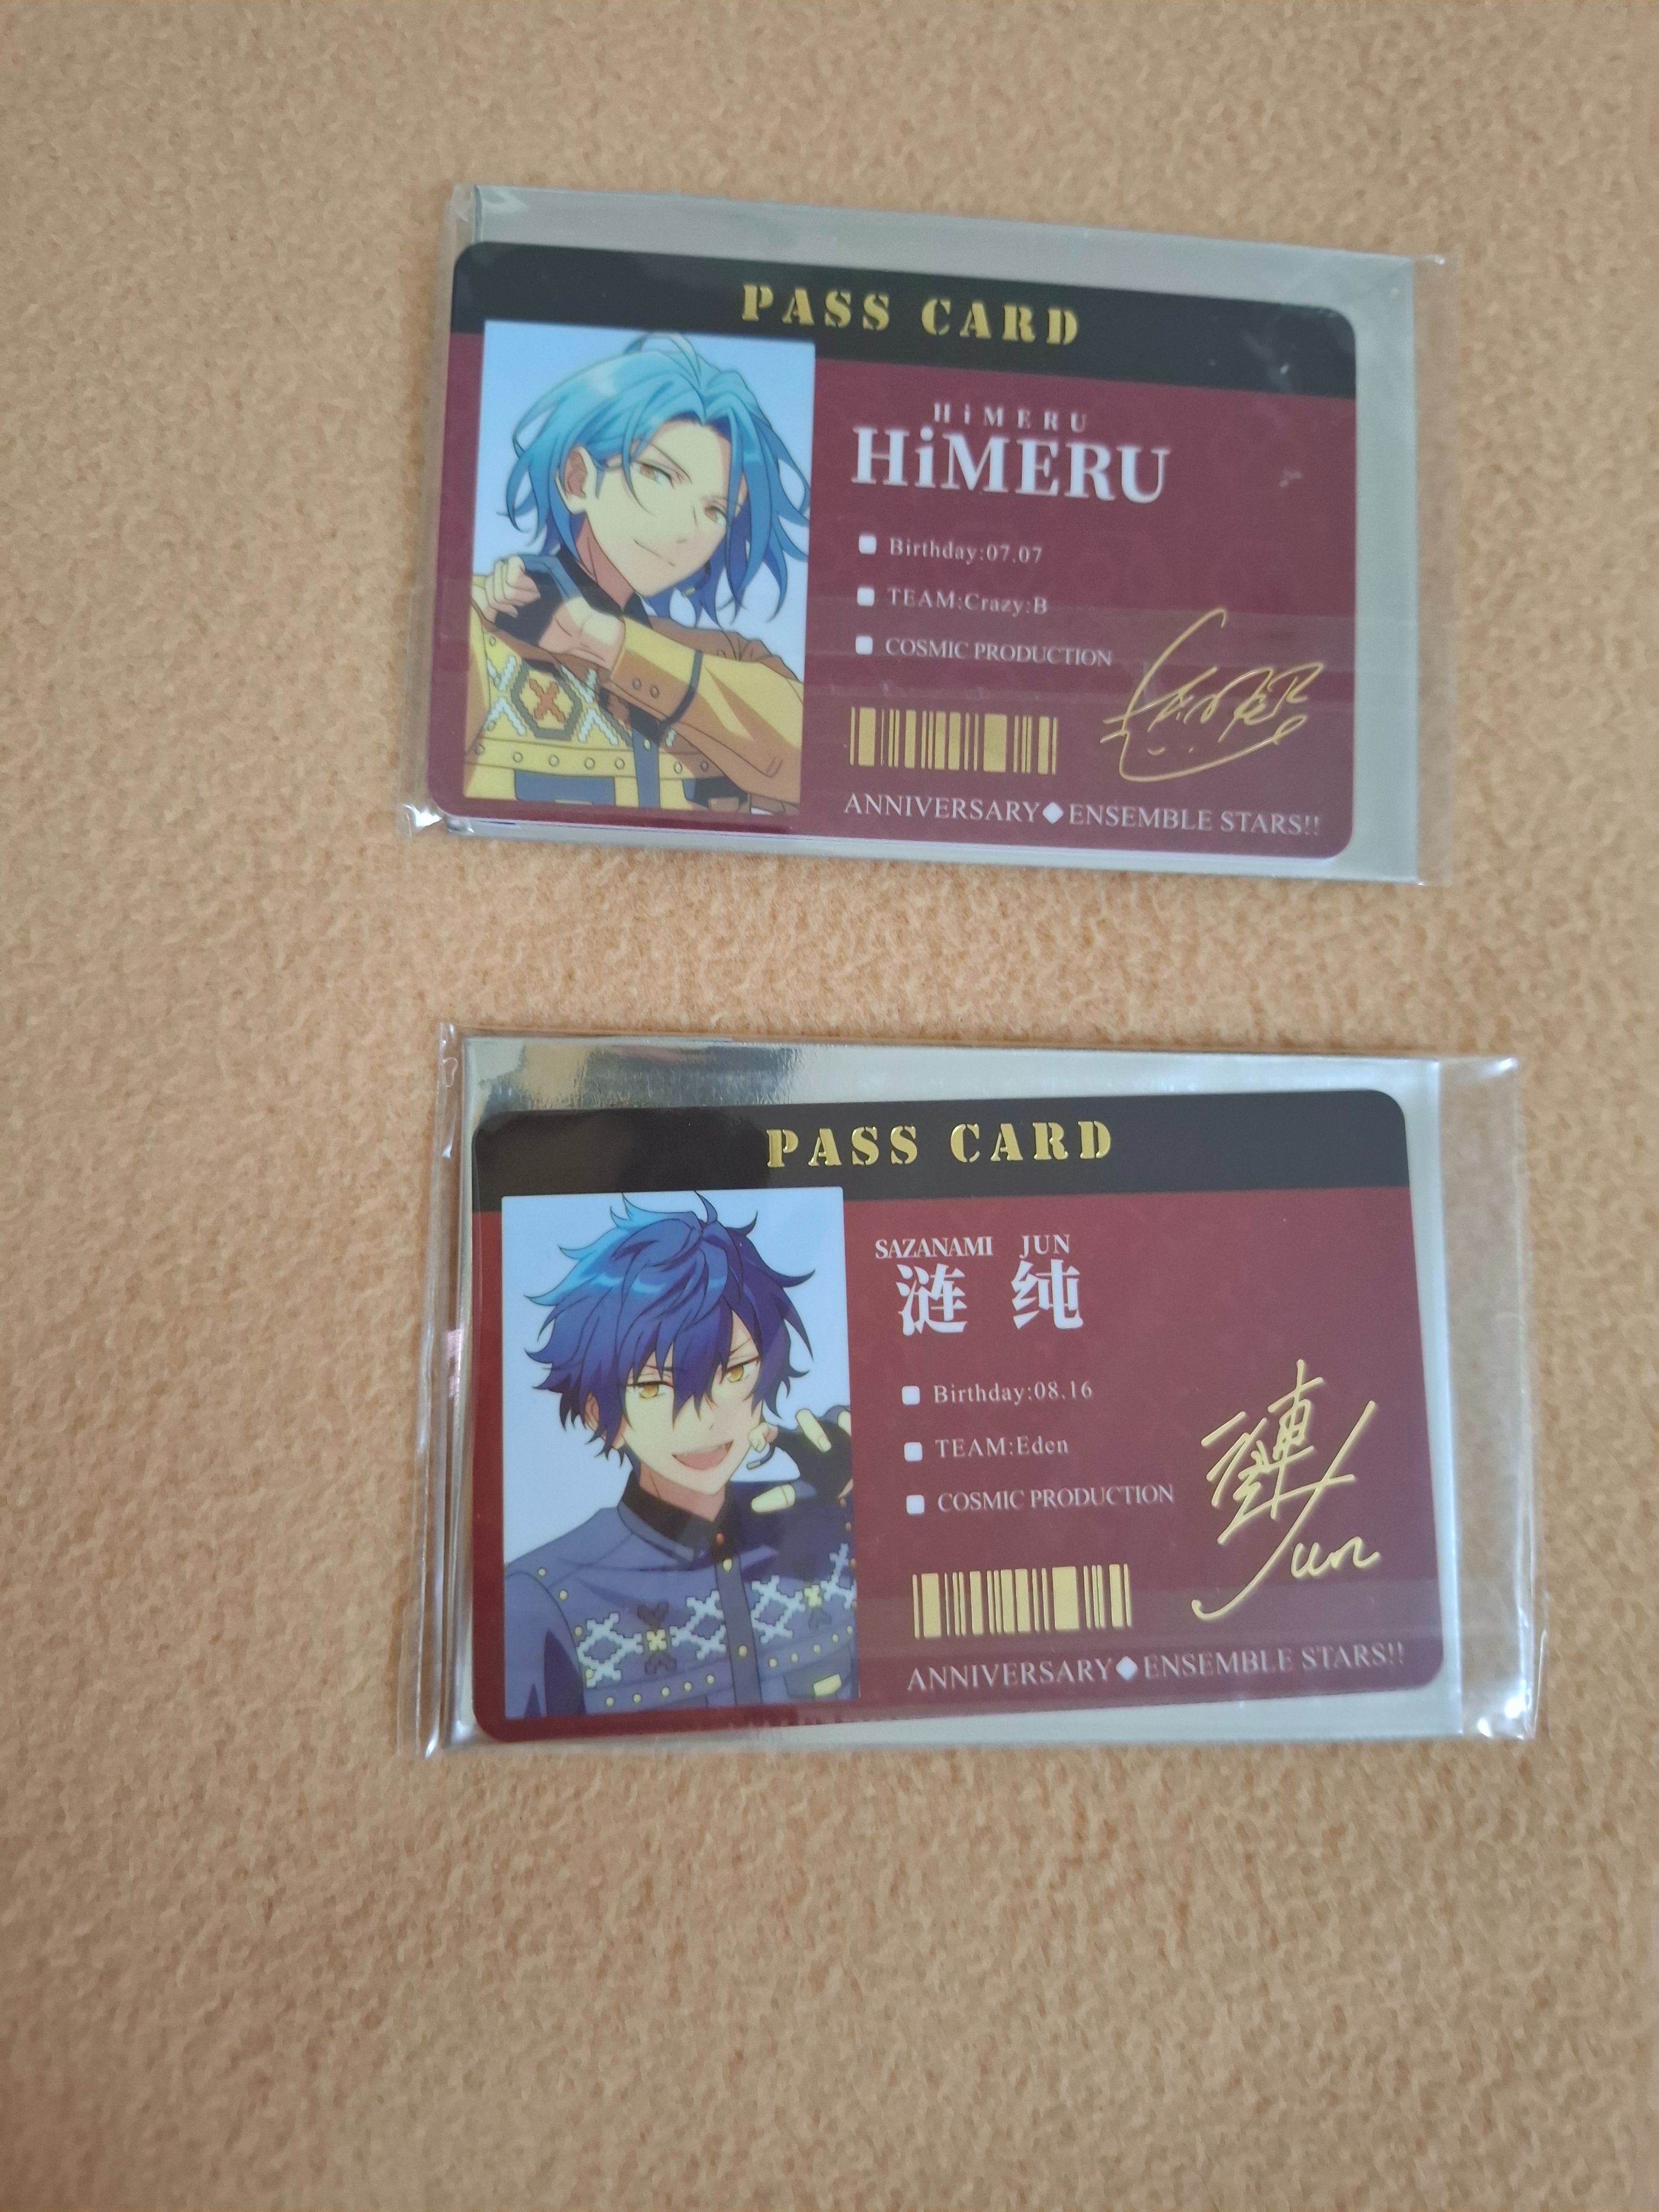 PASS CARD
HiMERU
HiMERU
Birthday:07.07
TEAM:Crazy:B
COSMIC PRODUCTION
ANNIVERSARY◆ENSEMBLE STARS!!
PASS CARD
SAZANAMI JUN
涟 纯
Birthday:08.16
TEAM:Eden
COSMIC PRODUCTION
漣
Jun
ANNIVERSARY◆ENSEMBLE STARS!!